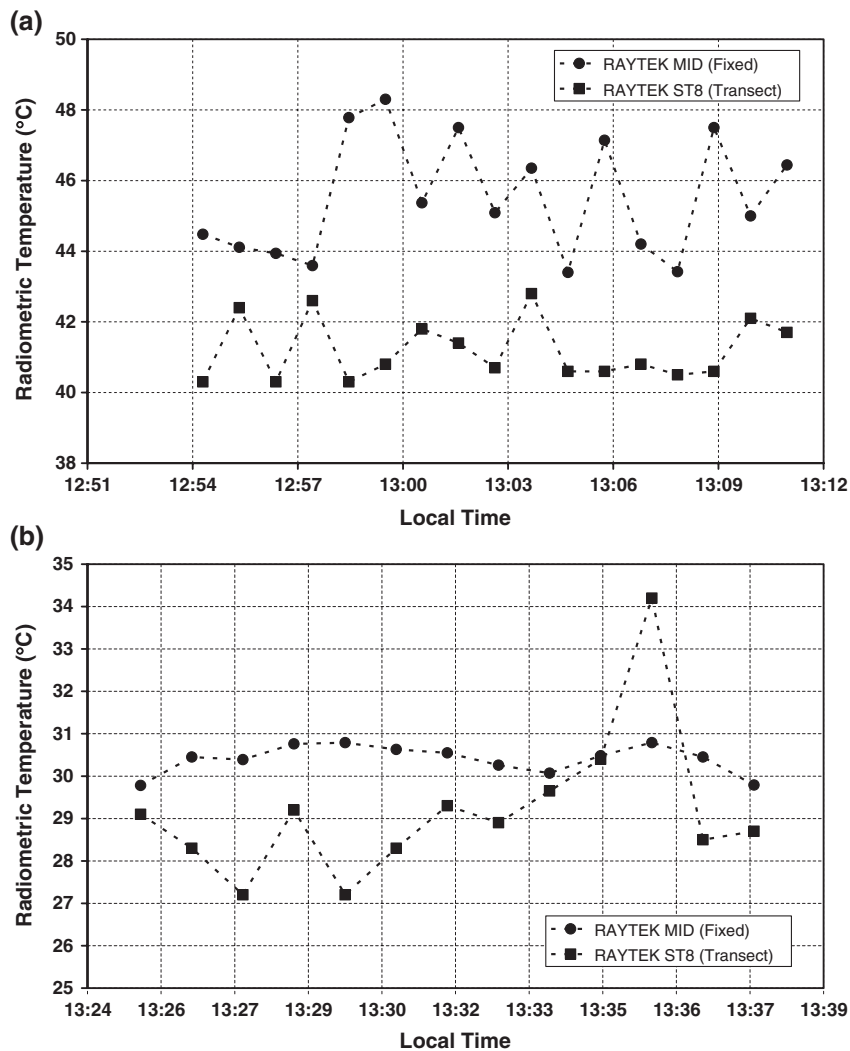 (a)
50
48
46
44
42
40
38
Radiometric Temperature (°C)
RAYTEK MID (Fixed)
RAYTEK ST8 (Transect)
12:51 12:54 12:57 13:00 13:03 13:06 13:09 13:12
Local Time
(b)
35
34
33
32
31
30
29
28
27
26
25
Radiometric Temperature (°C)
RAYTEK MID (Fixed)
RAYTEK ST8 (Transect)
13:24 13:26 13:27 13:29 13:30 13:32 13:33 13:35 13:36 13:37 13:39
Local Time